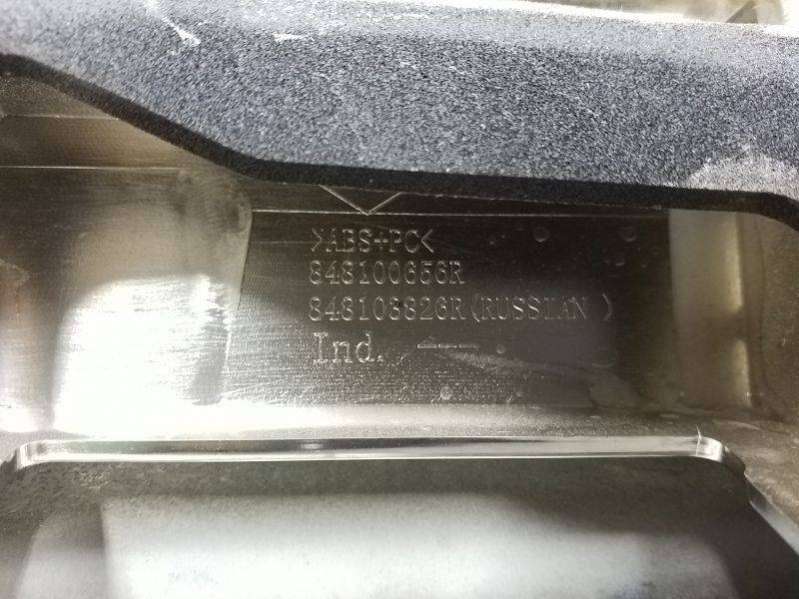 >ABS+PC<
848100656R
848108826R(RUSSIAN )
Ind. ---